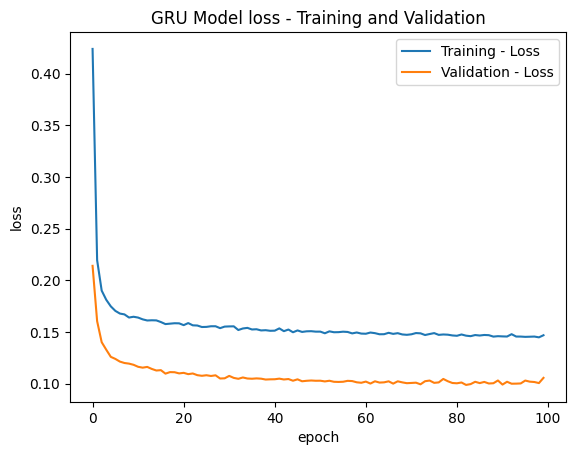 GRU Model loss - Training and Validation
Training - Loss
Validation - Loss
0.40
0.35
0.30
0.25
0.20
0.15
0.10
loss
0 20 40 60 80 100
epoch